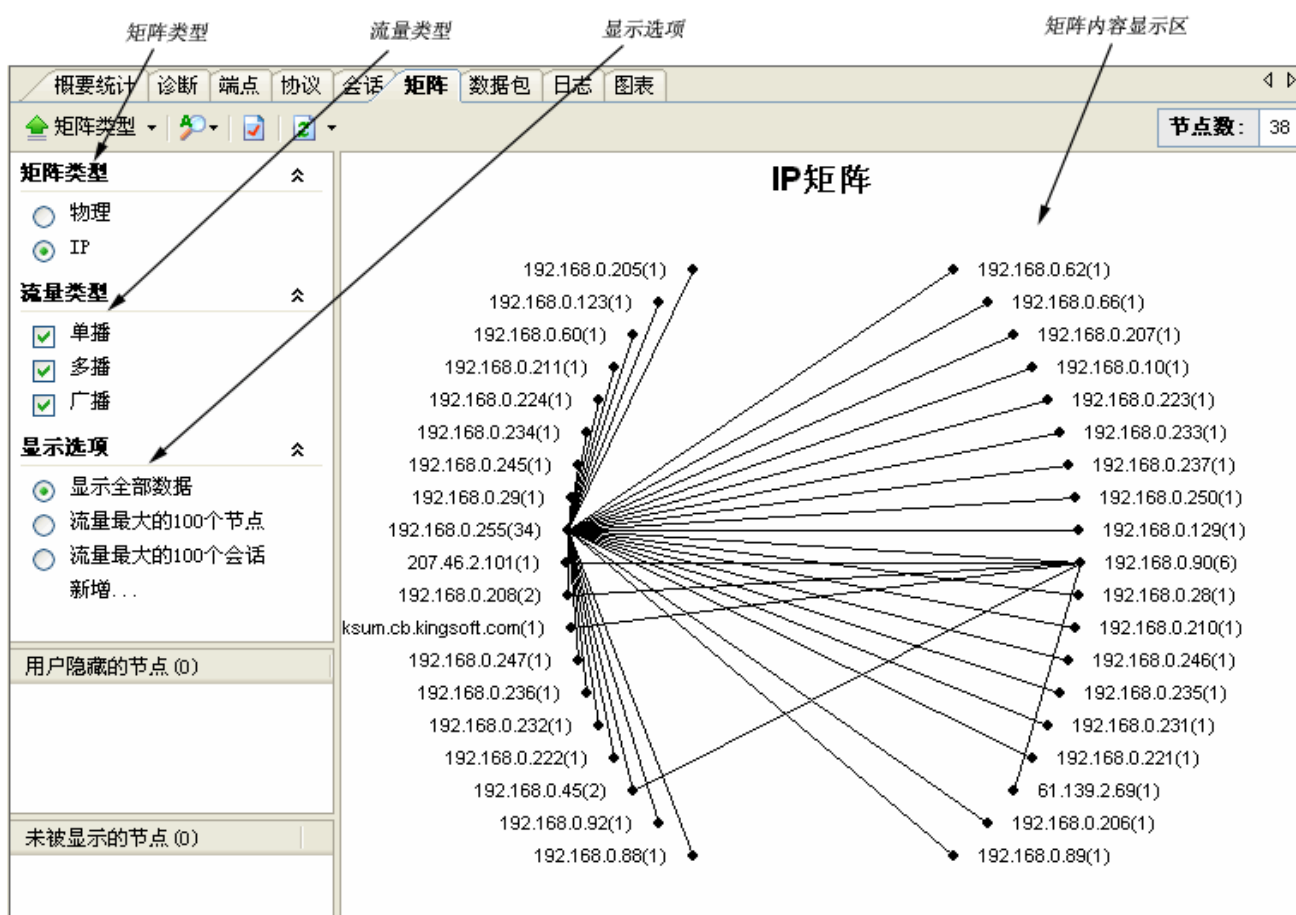 矩阵类型
流量类型
显示选项
矩阵内容显示区
概要统计 诊断 端点 协议 会话 矩阵 数据包 日志 图表
矩阵类型
节点数: 38
矩阵类型
物理
IP
流量类型
单播
多播
广播
显示选项
显示全部数据
流量最大的100个节点
流量最大的100个会话
新增...
用户隐藏的节点(0)
未被显示的节点(0)
IP矩阵
192.168.0.205(1)
192.168.0.123(1)
192.168.0.60(1)
192.168.0.211(1)
192.168.0.224(1)
192.168.0.234(1)
192.168.0.245(1)
192.168.0.29(1)
192.168.0.255(34)
207.46.2.101(1)
192.168.0.208(2)
ksum.cb.kingsoft.com(1)
192.168.0.247(1)
192.168.0.236(1)
192.168.0.232(1)
192.168.0.222(1)
192.168.0.45(2)
192.168.0.92(1)
192.168.0.88(1)
192.168.0.62(1)
192.168.0.66(1)
192.168.0.207(1)
192.168.0.10(1)
192.168.0.223(1)
192.168.0.233(1)
192.168.0.237(1)
192.168.0.250(1)
192.168.0.129(1)
192.168.0.90(6)
192.168.0.28(1)
192.168.0.210(1)
192.168.0.246(1)
192.168.0.235(1)
192.168.0.231(1)
192.168.0.221(1)
61.139.2.69(1)
192.168.0.206(1)
192.168.0.89(1)